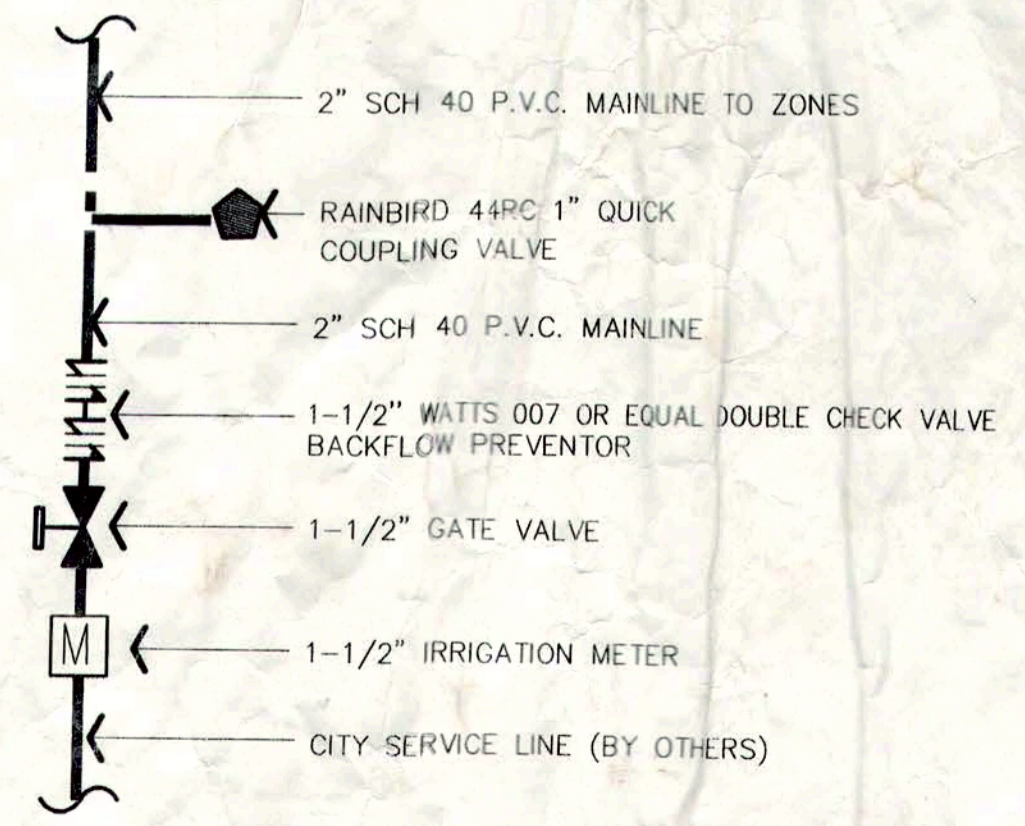 2" SCH 40 P.V.C. MAINLINE TO ZONES
RAINBIRD 44RC 1" QUICK
COUPLING VALVE
2" SCH 40 P.V.C. MAINLINE
1-1/2" WATTS 007 OR EQUAL DOUBLE CHECK VALVE
BACKFLOW PREVENTOR
1-1/2" GATE VALVE
M
1-1/2" IRRIGATION METER
CITY SERVICE LINE (BY OTHERS)